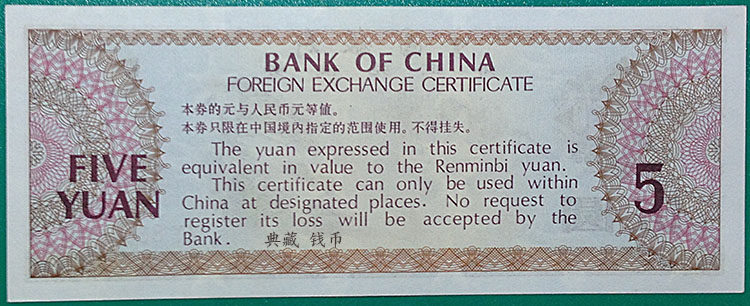 BANK OF CHINA
FOREIGN EXCHANGE CERTIFICATE
本券的元与人民币元等值。
本券只限在中国境内指定的范围使用。不得挂失。
The yuan expressed in this certificate is
equivalent in value to the Renminbi yuan.
This certificate can only be used within
China at designated places. No request to
register its loss will be accepted by the
Bank.
典藏 钱币
FIVE
YUAN
5